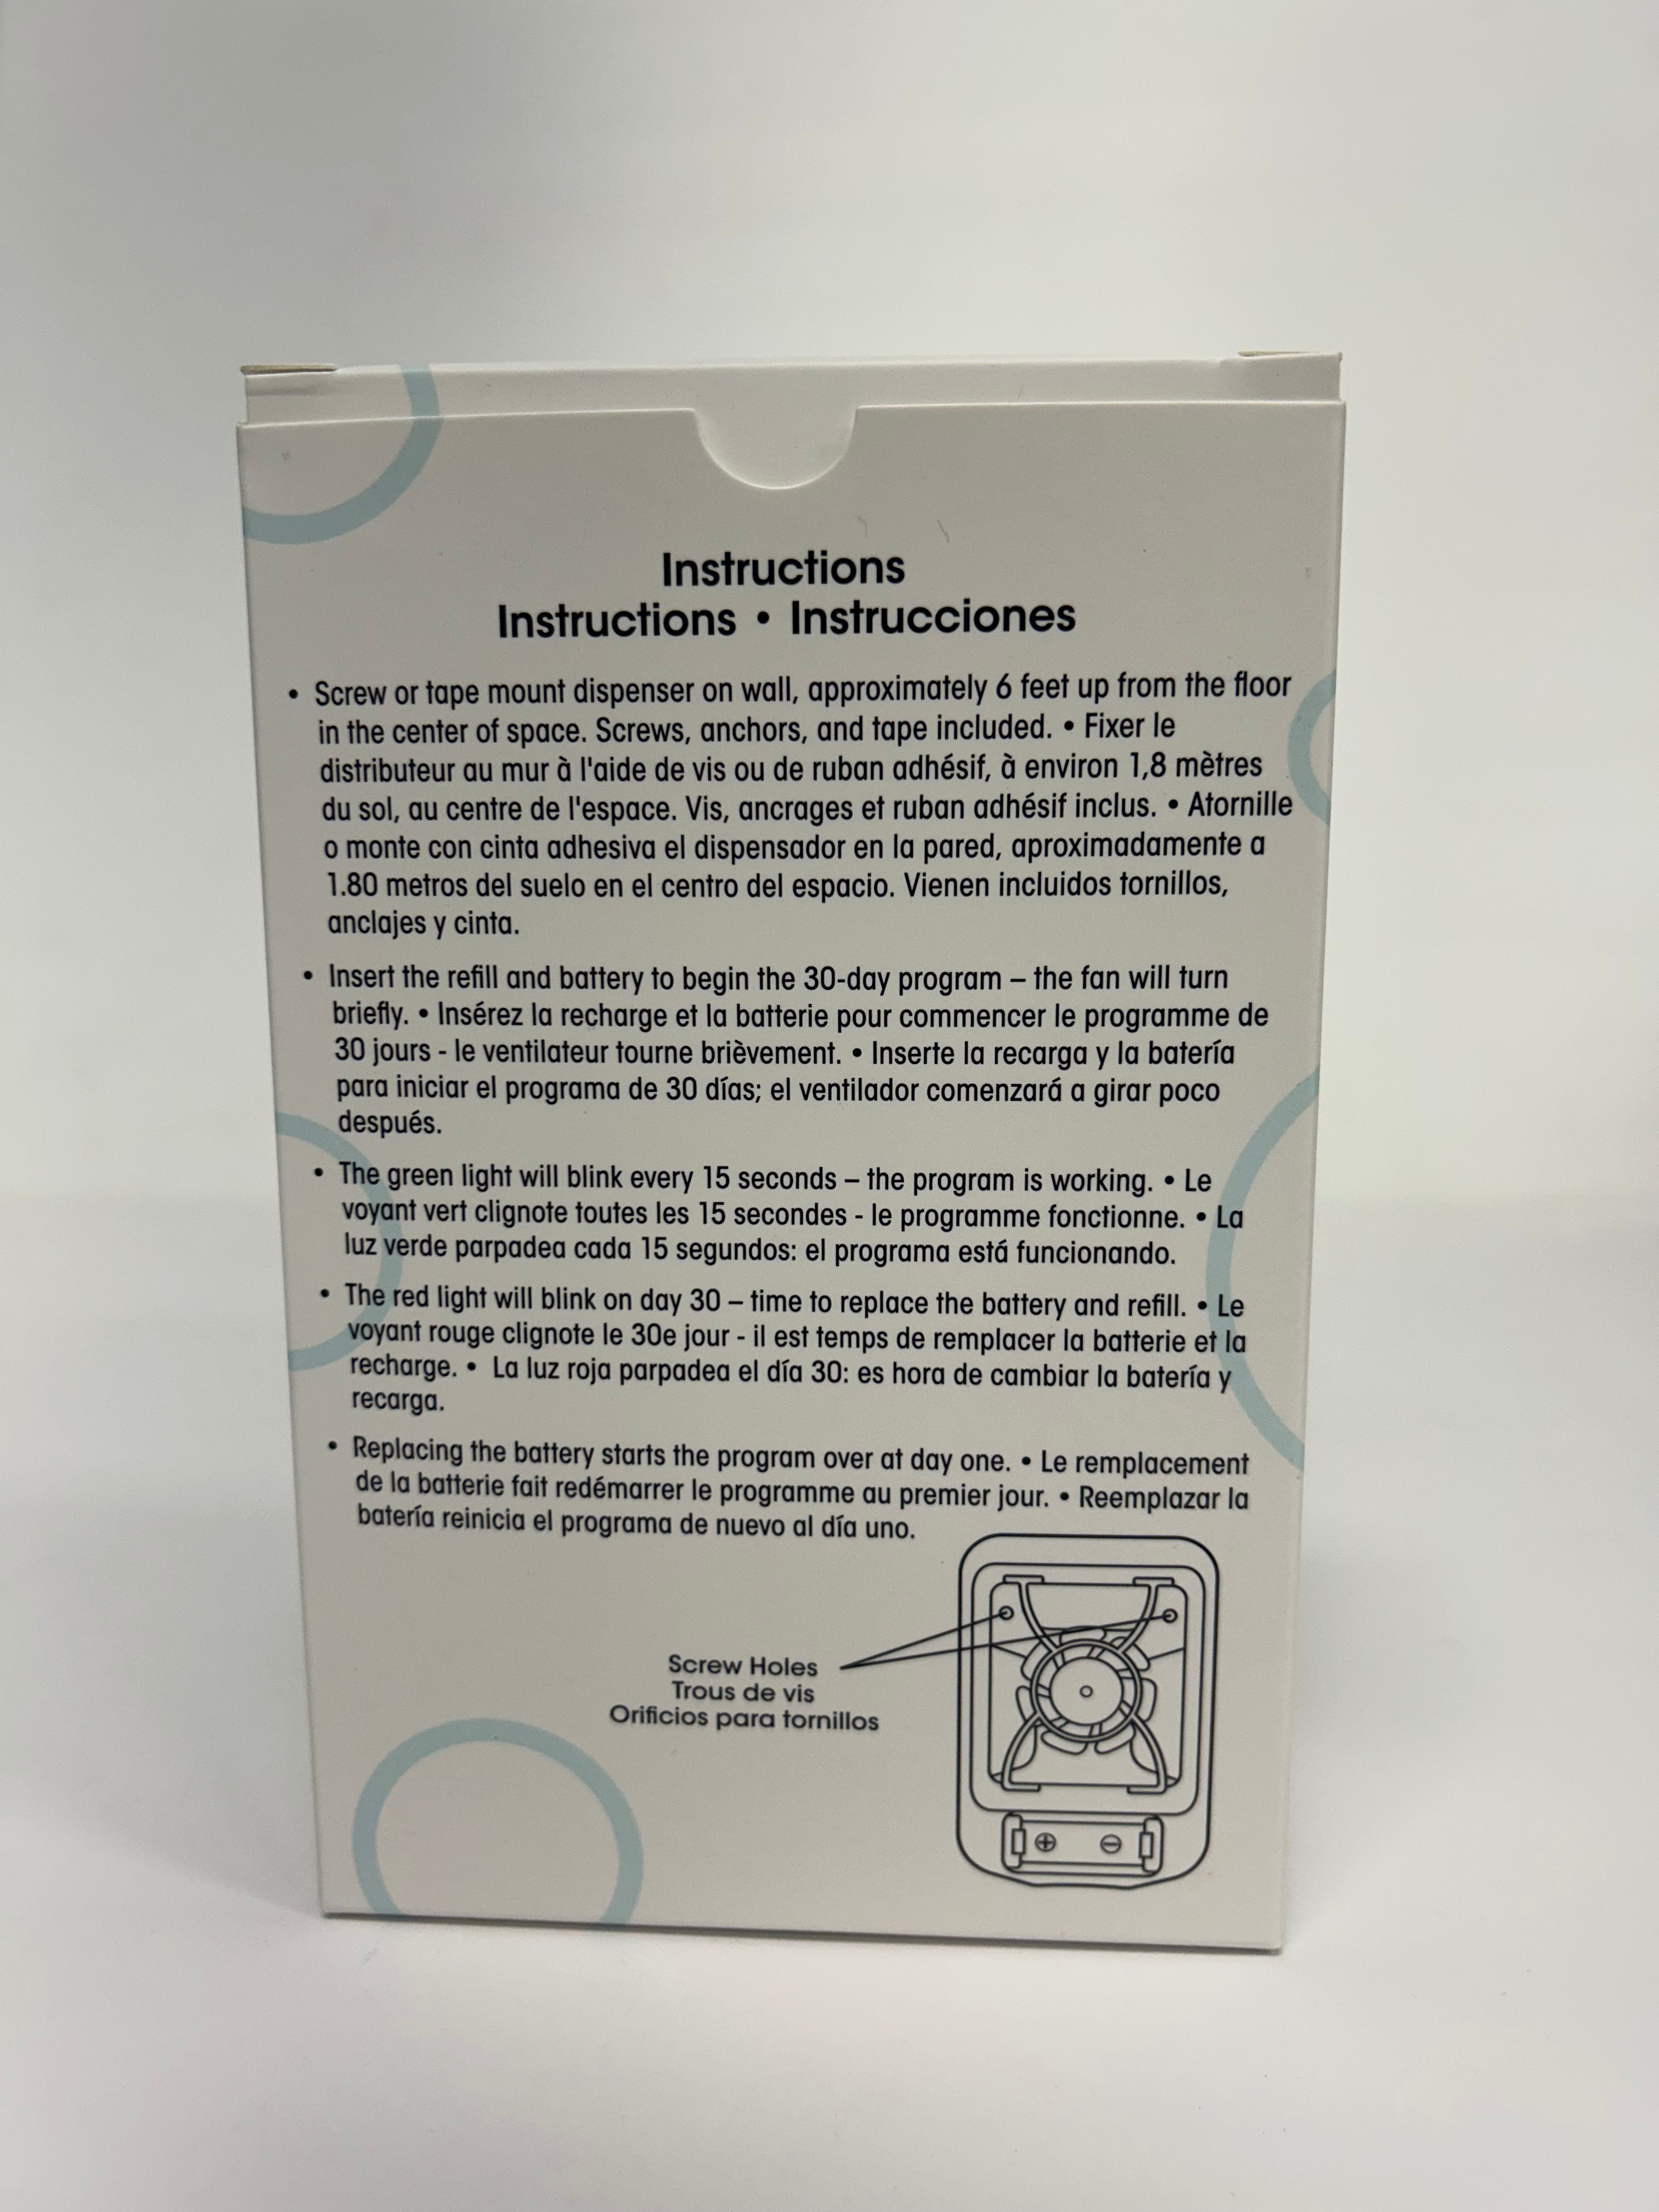 Instructions
Instructions • Instrucciones
• Screw or tape mount dispenser on wall, approximately 6 feet up from the floor
in the center of space. Screws, anchors, and tape included. • Fixer le
distributeur au mur à l'aide de vis ou de ruban adhésif, à environ 1,8 mètres
du sol, au centre de l'espace. Vis, ancrages et ruban adhésif inclus. • Atornille
o monte con cinta adhesiva el dispensador en la pared, aproximadamente a
1.80 metros del suelo en el centro del espacio. Vienen incluidos tornillos,
anclajes y cinta.
• Insert the refill and battery to begin the 30-day program – the fan will turn
briefly. • Insérez la recharge et la batterie pour commencer le programme de
30 jours - le ventilateur tourne brièvement. • Inserte la recarga y la batería
para iniciar el programa de 30 días; el ventilador comenzará a girar poco
después.
• The green light will blink every 15 seconds – the program is working. • Le
voyant vert clignote toutes les 15 secondes - le programme fonctionne. • La
luz verde parpadea cada 15 segundos: el programa está funcionando.
• The red light will blink on day 30 – time to replace the battery and refill. • Le
voyant rouge clignote le 30e jour - il est temps de remplacer la batterie et la
recharge. • La luz roja parpadea el día 30: es hora de cambiar la batería y
recarga.
• Replacing the battery starts the program over at day one. • Le remplacement
de la batterie fait redémarrer le programme au premier jour. • Reemplazar la
batería reinicia el programa de nuevo al día uno.
Screw Holes
Trous de vis
Orificios para tornillos
+ −